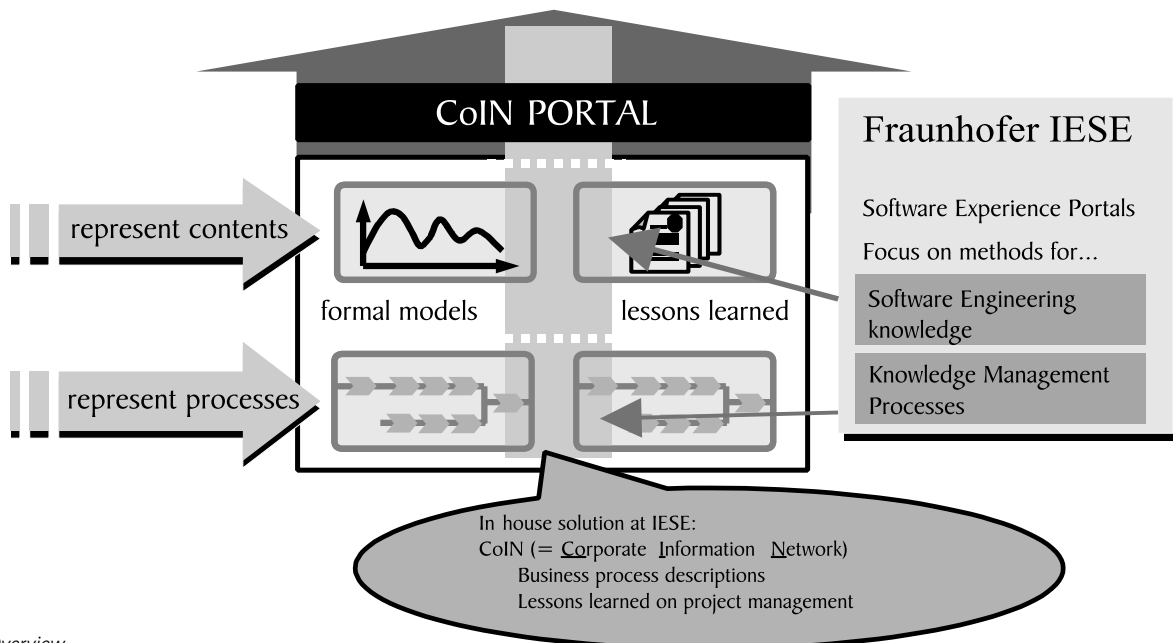 CoIN PORTAL
represent contents
formal models
lessons learned
represent processes
Fraunhofer IESE
Software Experience Portals
Focus on methods for...
Software Engineering
knowledge
Knowledge Management
Processes
In house solution at IESE:
CoIN (= Corporate Information Network)
Business process descriptions
Lessons learned on project management